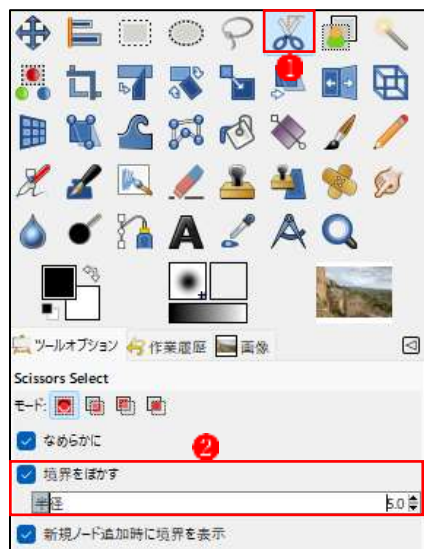 1
ツールオプション 作業履歴 画像
Scissors Select
モード:
なめらかに
2
境界をぼかす
半径 5.0
新規ノード追加時に境界を表示